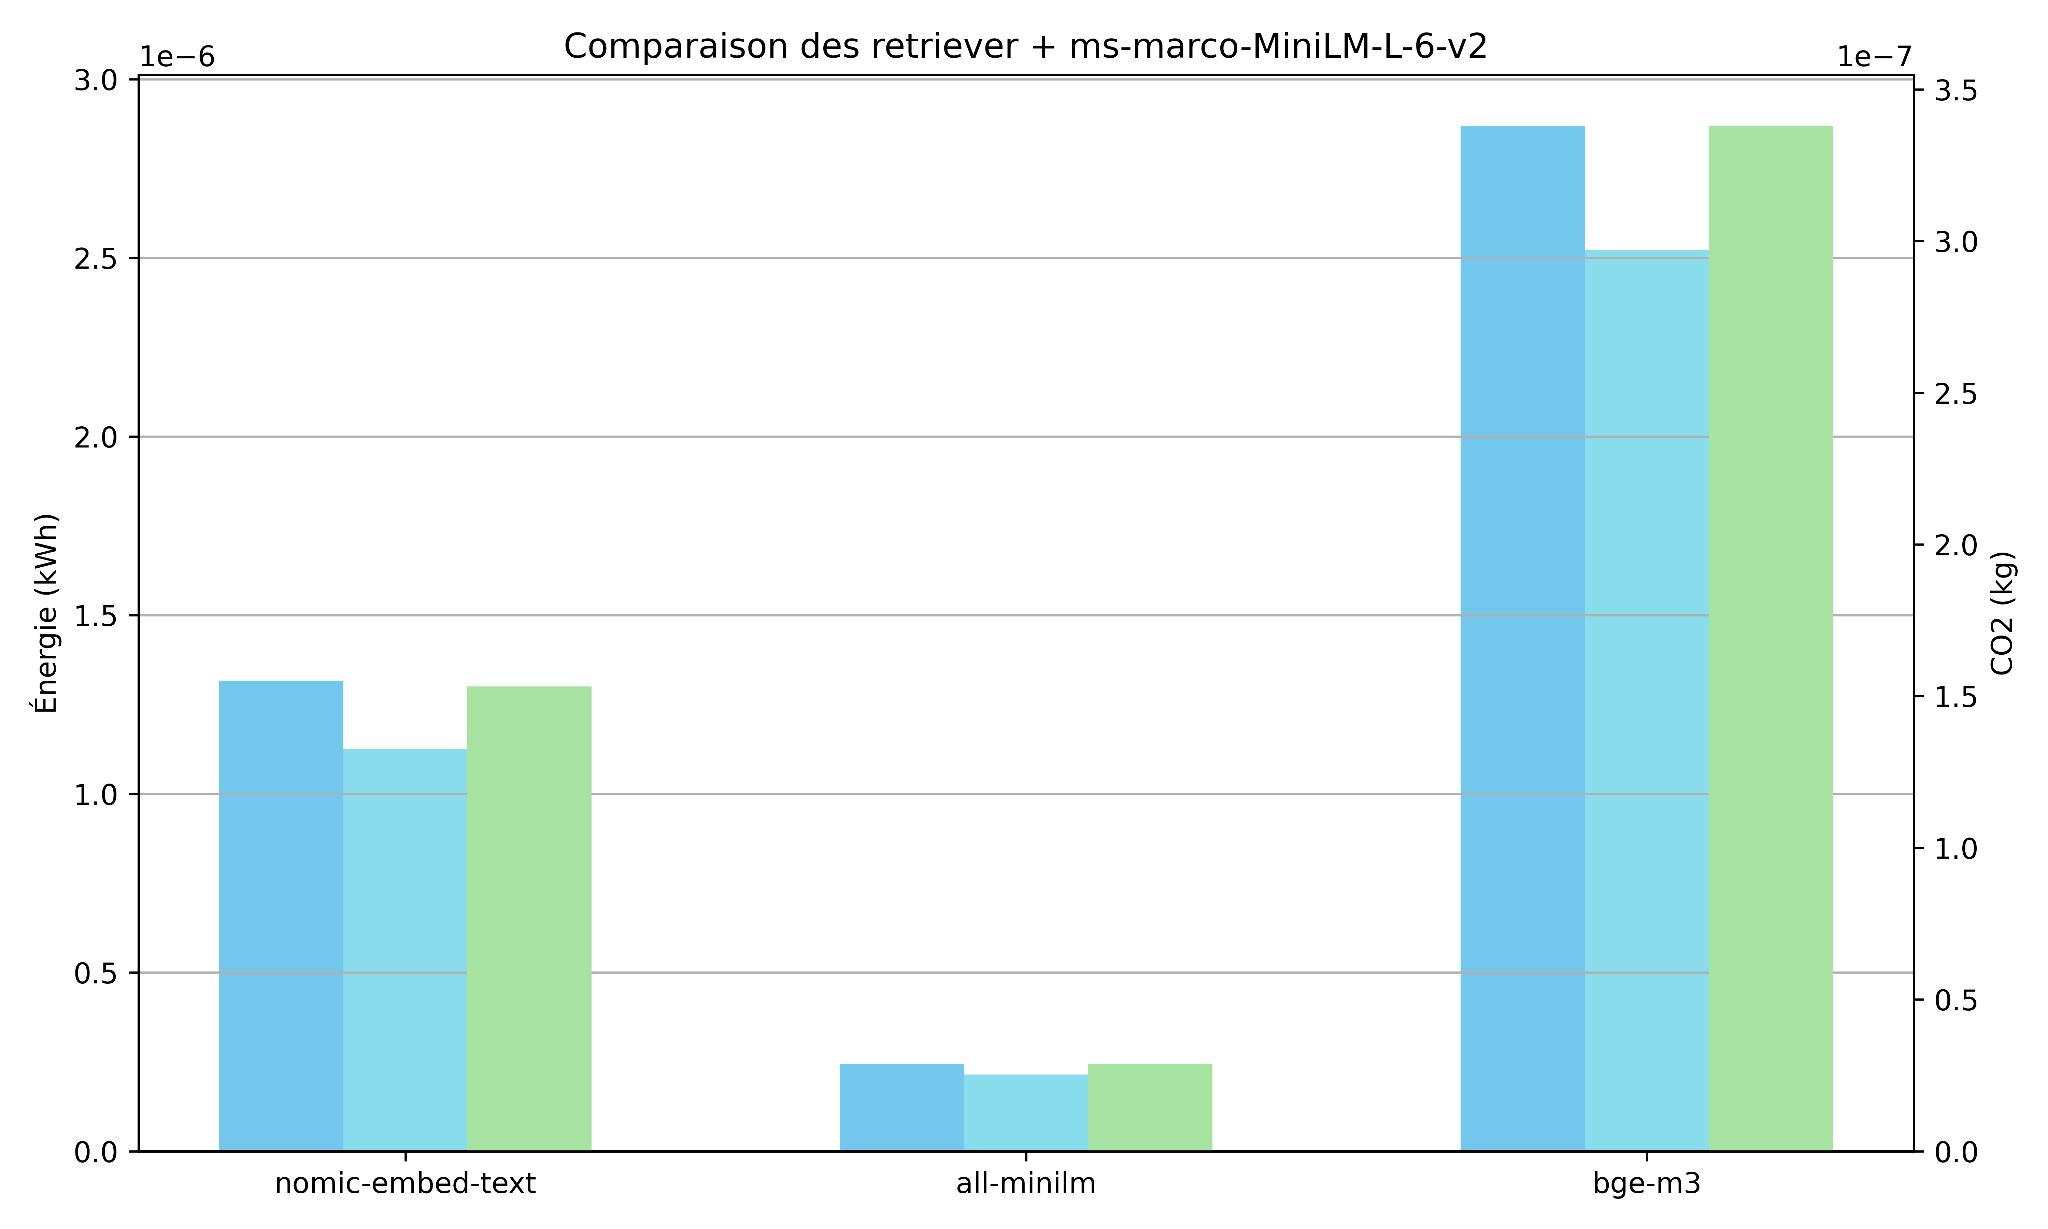 Comparaison des retriever + ms-marco-MiniLM-L-6-v2
1e−6
1e−7
3.0
2.5
2.0
1.5
1.0
0.5
0.0
Énergie (kWh)
3.5
3.0
2.5
2.0
1.5
1.0
0.5
0.0
CO2 (kg)
nomic-embed-text
all-minilm
bge-m3